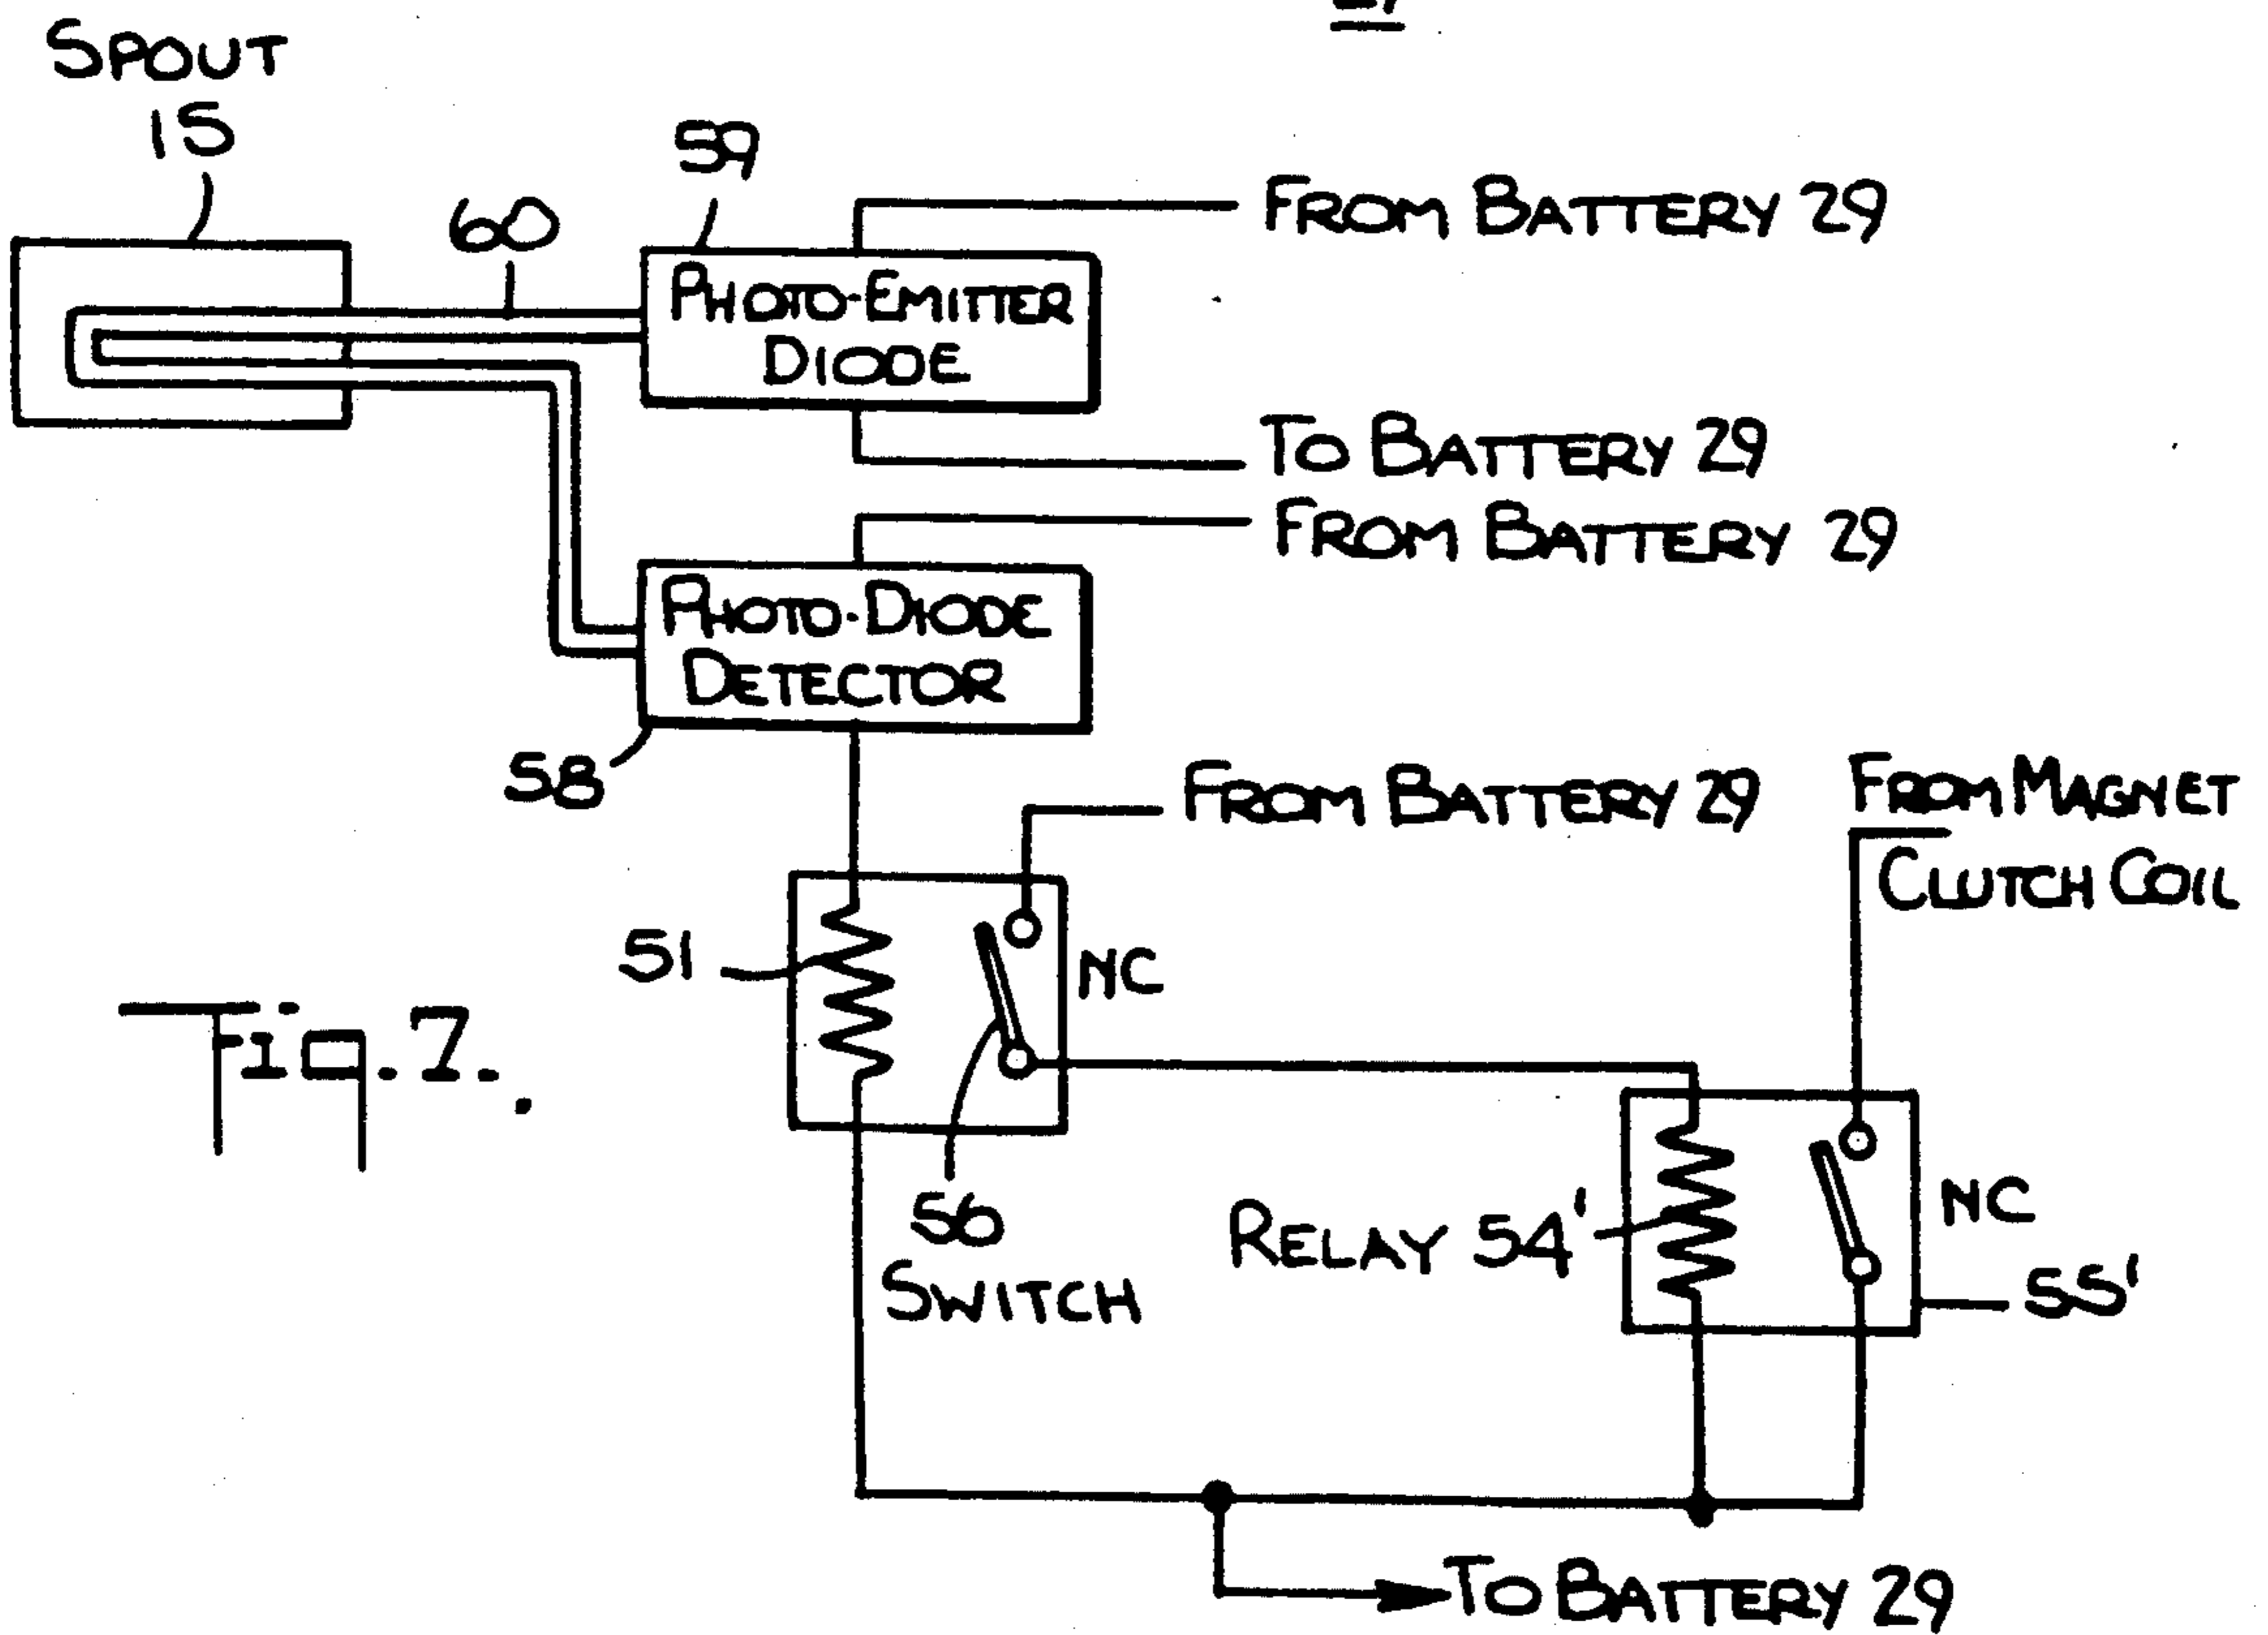 SPOUT
15
59
60
FROM BATTERY 29
PHOTO-EMITTER
DIODE
TO BATTERY 29
FROM BATTERY 29
PHOTO-DIODE
DETECTOR
58
FROM BATTERY 29
FROM MAGNET
CLUTCH COIL
51
NC
Fig. 7.
56
SWITCH
RELAY 54'
NC
55'
TO BATTERY 29